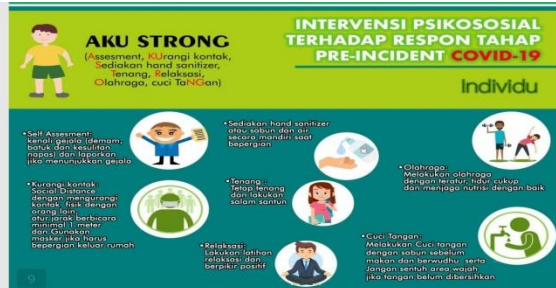 AKU STRONG
(Assesment, KUrangi kontak,
Sediakan hand sanitizer,
Tenang, Relaksasi,
Olahraga, cuci TaNGan)
INTERVENSI PSIKOSOSIAL
TERHADAP RESPON TAHAP
PRE-INCIDENT COVID-19
Individu
•Self Assesment:
kenali gejala (demam,
batuk dan kesulitan
napas) dan laporkan
jika menunjukkan gejala
•Kurangi kontak:
Social Distance
dengan mengurangi
kontak fisik dengan
orang lain,
atur jarak berbicara
minimal 1 meter
dan Gunakan
masker jika harus
bepergian keluar rumah
•Sediakan hand sanitizer
atau sabun dan air
secara mandiri saat
bepergian
•Tenang :
Tetap tenang
dan lakukan
salam santun
•Relaksasi:
Lakukan latihan
relaksasi dan
berpikir positif
•Olahraga:
Melakukan olahraga
dengan teratur, tidur cukup
dan menjaga nutrisi dengan baik
•Cuci Tangan:
Melakukan Cuci tangan
dengan sabun sebelum
makan dan berwudhu serta
Jangan sentuh area wajah
jika tangan belum dibersihkan
9